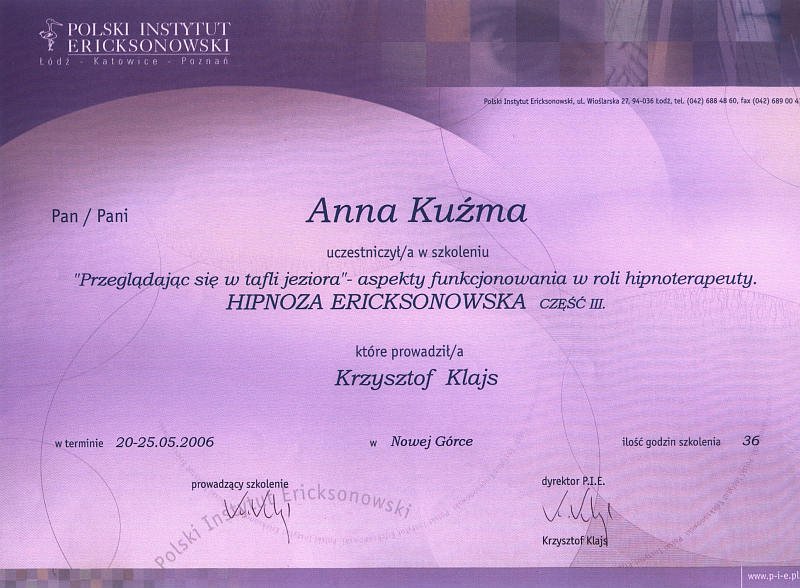 POLSKI INSTYTUT
ERICKSONOWSKI
Łódź - Katowice - Poznań
Polski Instytut Ericksonowski, ul. Wioślarska 27, 94-036 Łódź, tel. (042) 688 48 60, fax (042) 689 00 4
Pan / Pani Anna Kuźma
uczestniczył/a w szkoleniu
"Przeglądając się w tafli jeziora"- aspekty funkcjonowania w roli hipnoterapeuty.
HIPNOZA ERICKSONOWSKA CZĘŚĆ III.
które prowadził/a
Krzysztof Klajs
w terminie 20-25.05.2006 w Nowej Górce ilość godzin szkolenia 36
prowadzący szkolenie dyrektor P.I.E.
Polski Instytut Ericksonowski
Krzysztof Klajs
www.p-i-e.pl